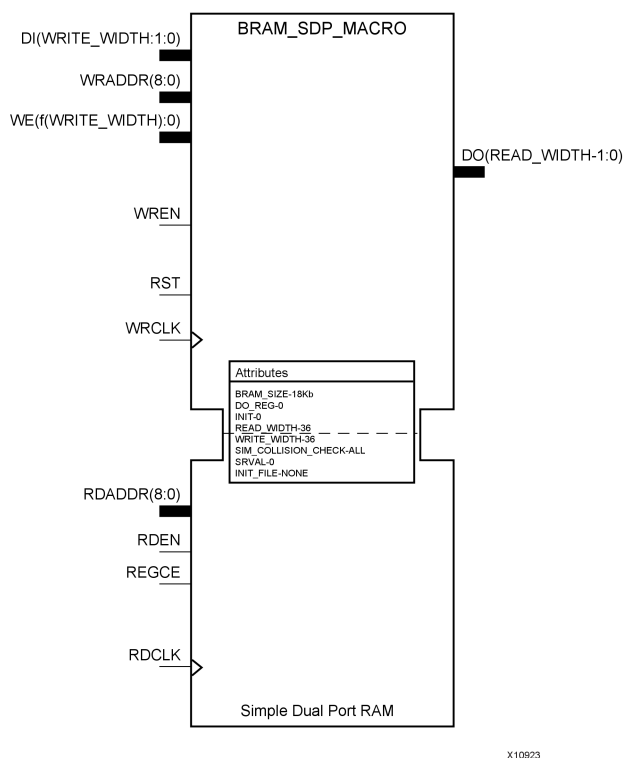 BRAM_SDP_MACRO
DI(WRITE_WIDTH:1:0)
WRADDR(8:0)
WE(f(WRITE_WIDTH):0)
DO(READ_WIDTH-1:0)
WREN
RST
WRCLK
Attributes
BRAM_SIZE-18Kb
DO_REG-0
INIT-0
READ_WIDTH-36
WRITE_WIDTH-36
SIM_COLLISION_CHECK-ALL
SRVAL-0
INIT_FILE-NONE
RDADDR(8:0)
RDEN
REGCE
RDCLK
Simple Dual Port RAM
X10923